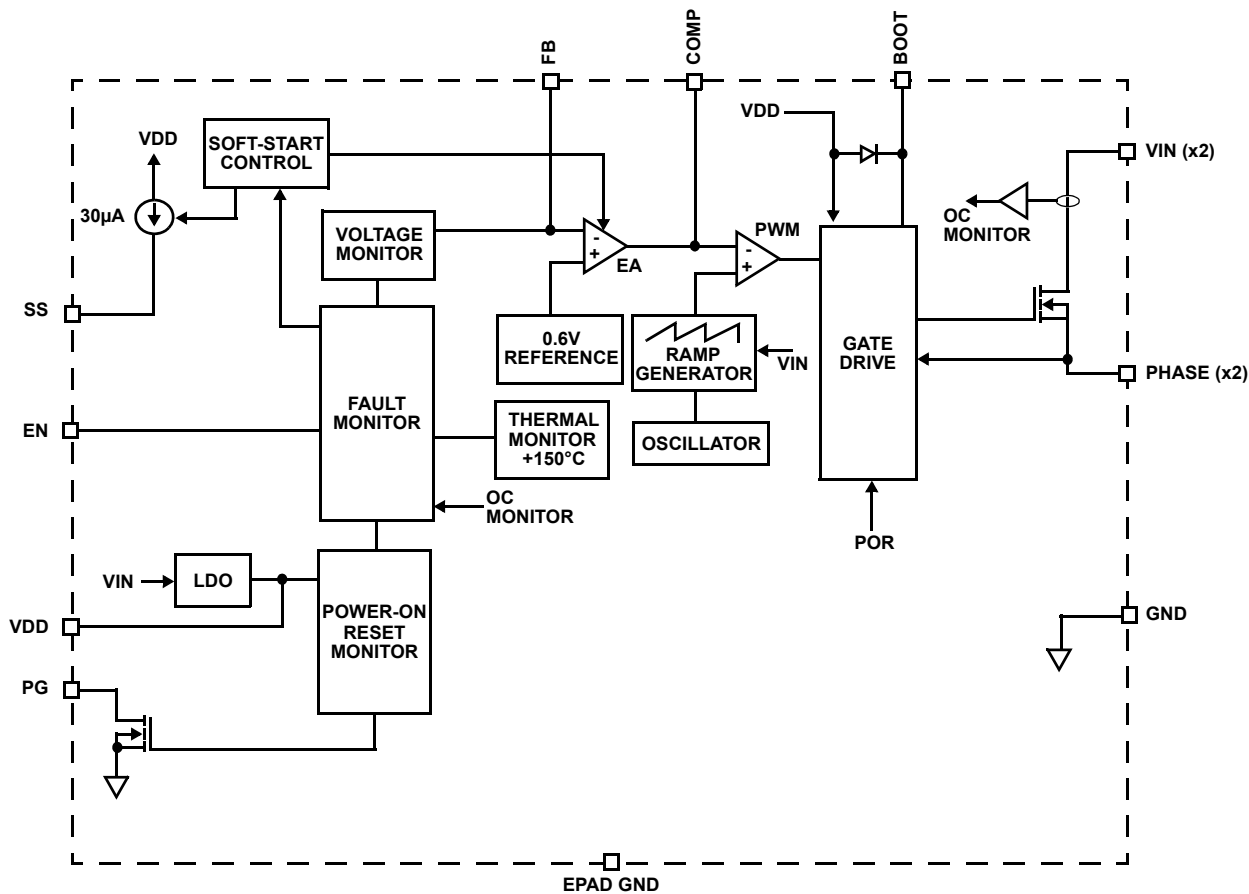 FB
COMP
BOOT
VDD
SOFT-START
CONTROL
30µA
VDD
VIN (x2)
OC
MONITOR
VOLTAGE
MONITOR
-
+
EA
PWM
-
+
SS
0.6V
REFERENCE
RAMP
GENERATOR
VIN
GATE
DRIVE
PHASE (x2)
EN
FAULT
MONITOR
THERMAL
MONITOR
+150°C
OSCILLATOR
OC
MONITOR
POR
VIN
LDO
VDD
POWER-ON
RESET
MONITOR
GND
PG
EPAD GND